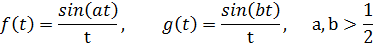 f(t) = sin(at)/t, g(t) = sin(bt)/t, a,b > 1/2